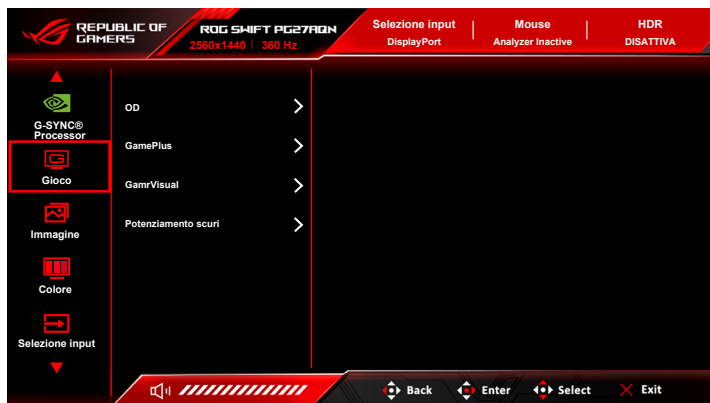 REPUBLIC OF
GAMERS
ROG SWIFT PG27AQN
2560x1440 | 360 Hz
Selezione input
DisplayPort
Mouse
Analyzer Inactive
HDR
DISATTIVA
G-SYNC®
Processor
Gioco
Immagine
Colore
Selezione input
OD
GamePlus
GamrVisual
Potenziamento scuri
Back
Enter
Select
Exit